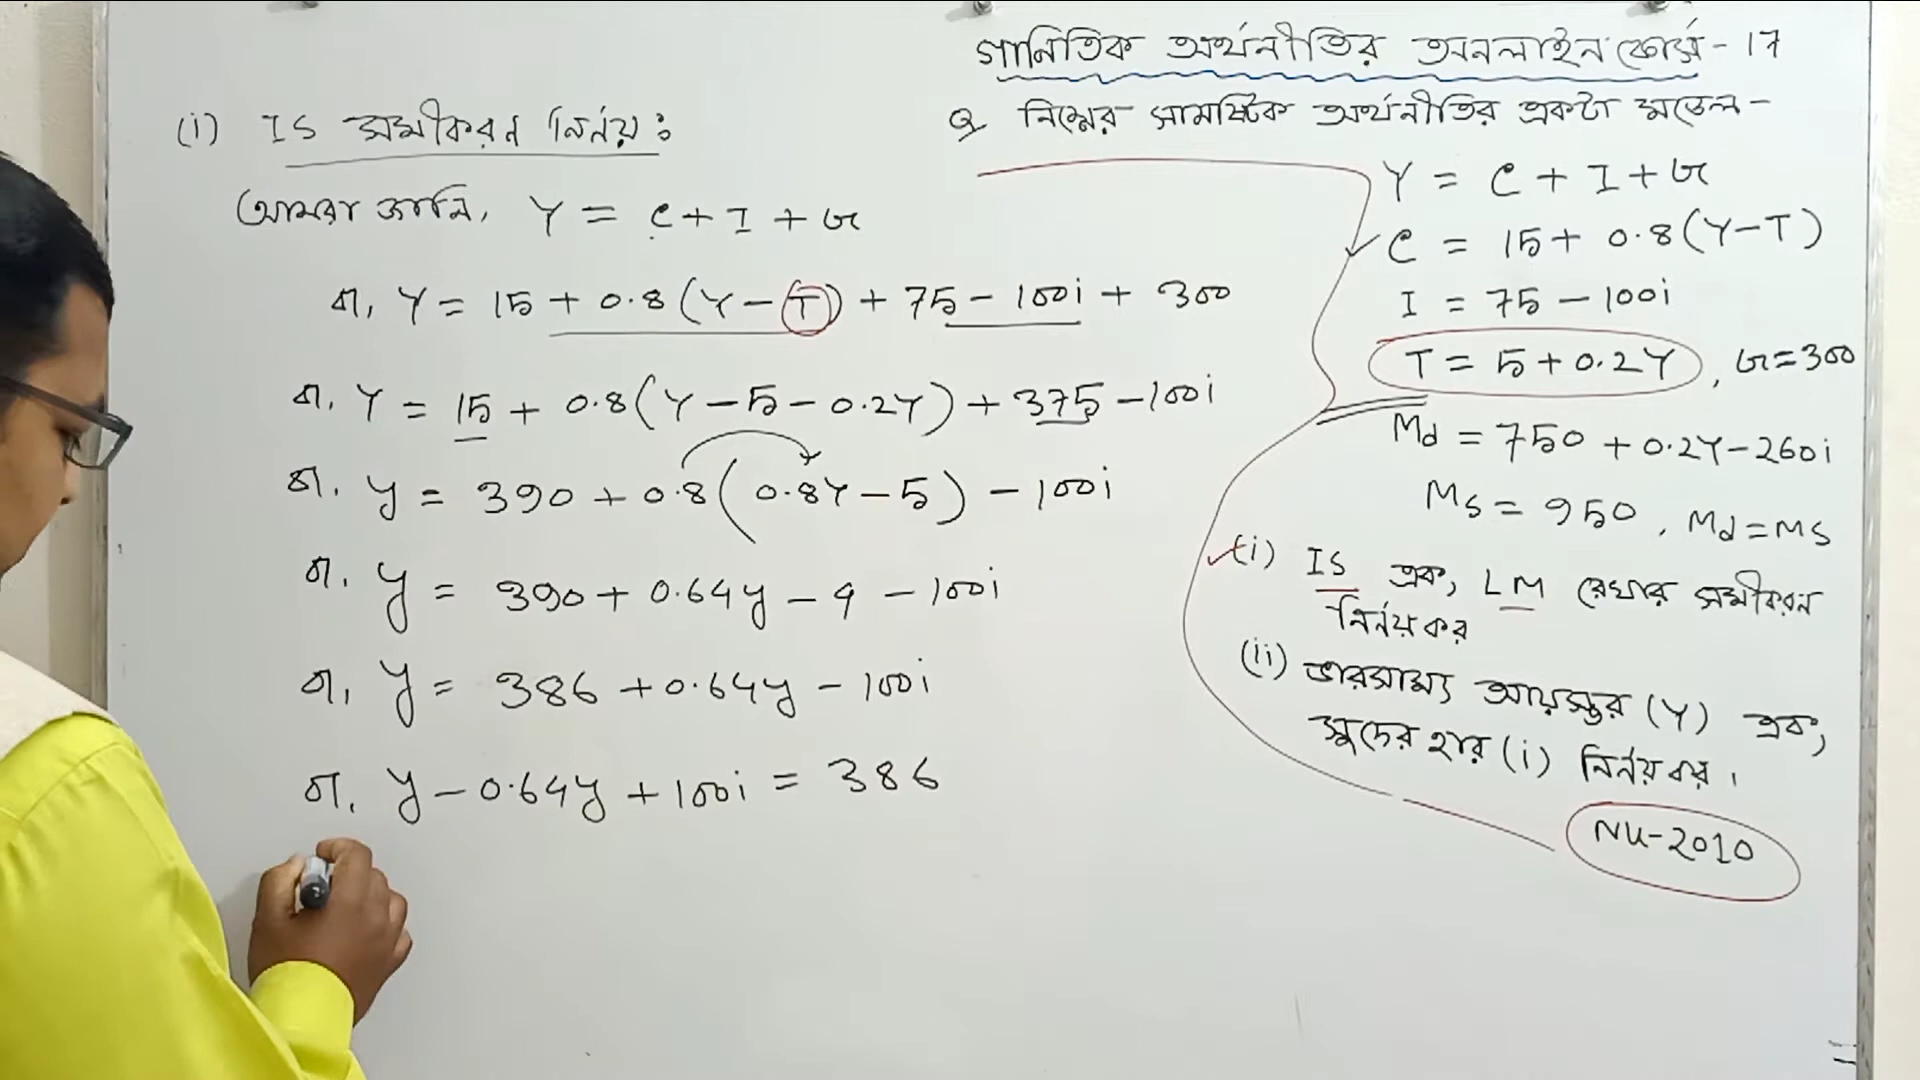 গানিতিক অর্থনীতির অনলাইন কোর্স - 17
Q নিম্নের সামষ্টিক অর্থনীতির একটা মডেল -
Y = C + I + G
C = 15 + 0.8(Y-T)
I = 75 - 100i
T = 5 + 0.2Y, G = 300
Md = 750 + 0.2Y - 260i
Ms = 950, Md = Ms
(i) IS এবং LM রেখার সমীকরন
নির্নয় কর
(ii) ভারসাম্য আয়স্তর (Y) এবং
সুদের হার (i) নির্নয় কর।
NU-2010
(i) IS সমীকরন নির্নয়ঃ
আমরা জানি, Y = C + I + G
বা, Y = 15 + 0.8(Y-(T)) + 75 - 100i + 300
বা, Y = 15 + 0.8(Y - 5 - 0.2Y) + 375 - 100i
বা, y = 390 + 0.8(0.8Y - 5) - 100i
বা, y = 390 + 0.64y - 4 - 100i
বা, y = 386 + 0.64y - 100i
বা, y - 0.64y + 100i = 386